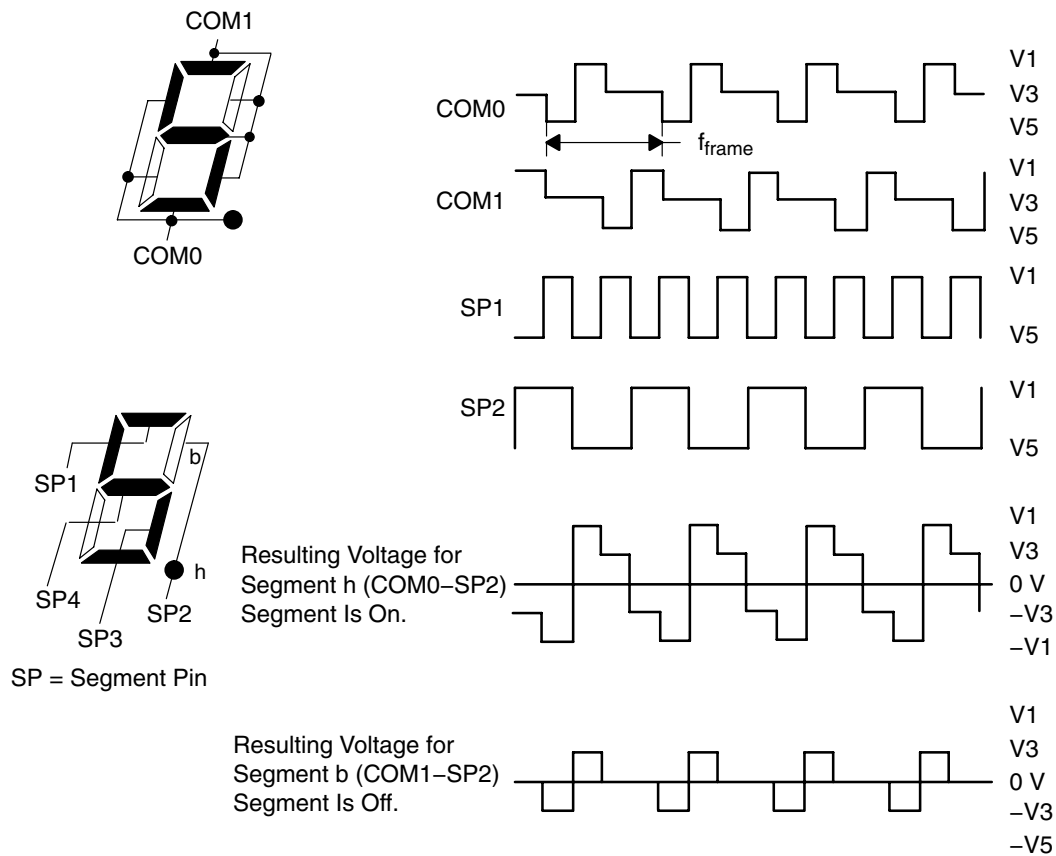 COM1
COM0
SP1
b
SP4
SP3
SP2
h
SP = Segment Pin
COM0
V1
V3
V5
f_frame
COM1
V1
V3
V5
SP1
V1
V5
SP2
V1
V5
Resulting Voltage for
Segment h (COM0−SP2)
Segment Is On.
V1
V3
0 V
−V3
−V1
Resulting Voltage for
Segment b (COM1−SP2)
Segment Is Off.
V1
V3
0 V
−V3
−V5